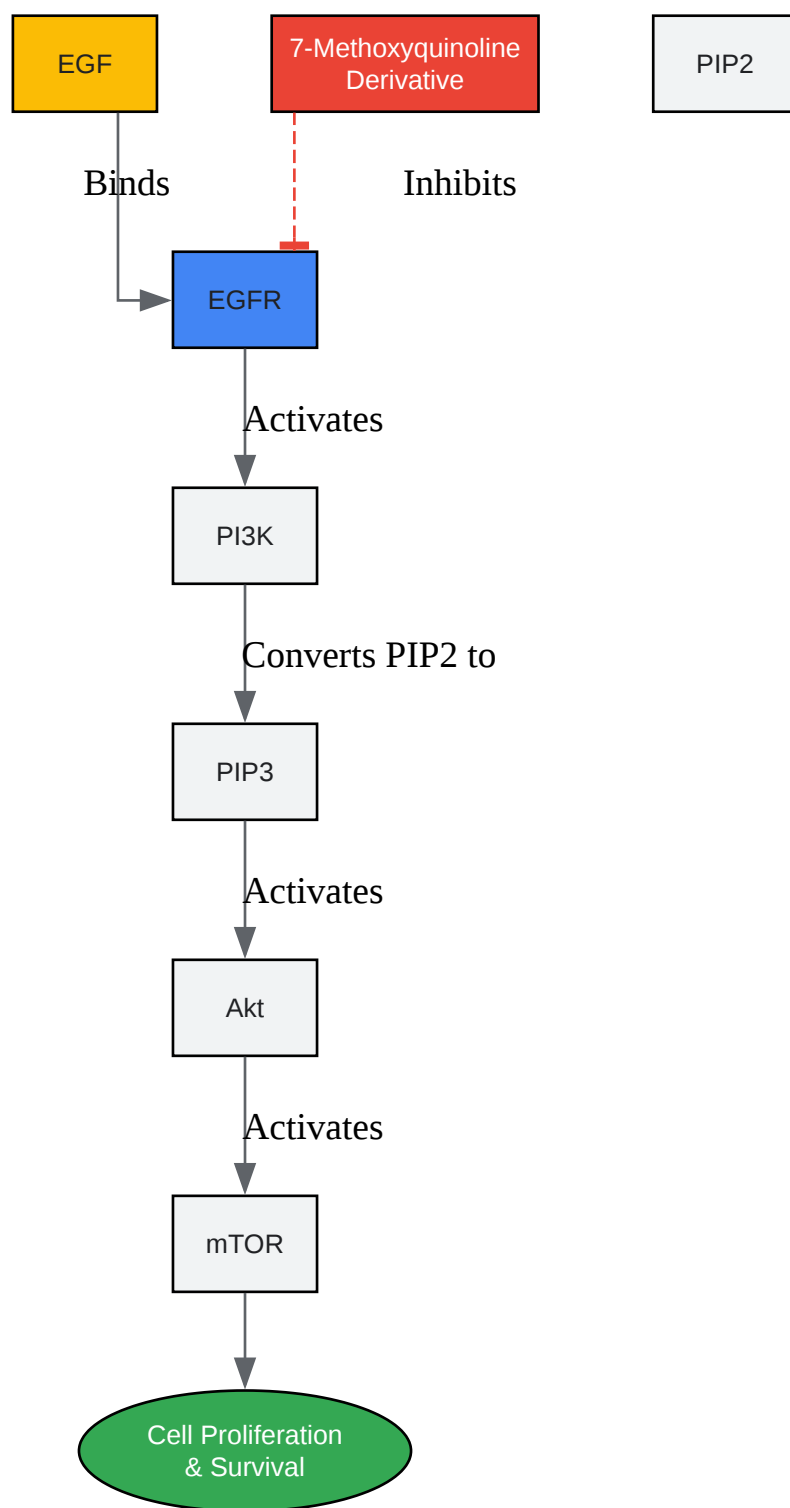 EGF
7-Methoxyquinoline
Derivative
PIP2
Binds
Inhibits
EGFR
Activates
PI3K
Converts PIP2 to
PIP3
Activates
Akt
Activates
mTOR
Cell Proliferation
& Survival